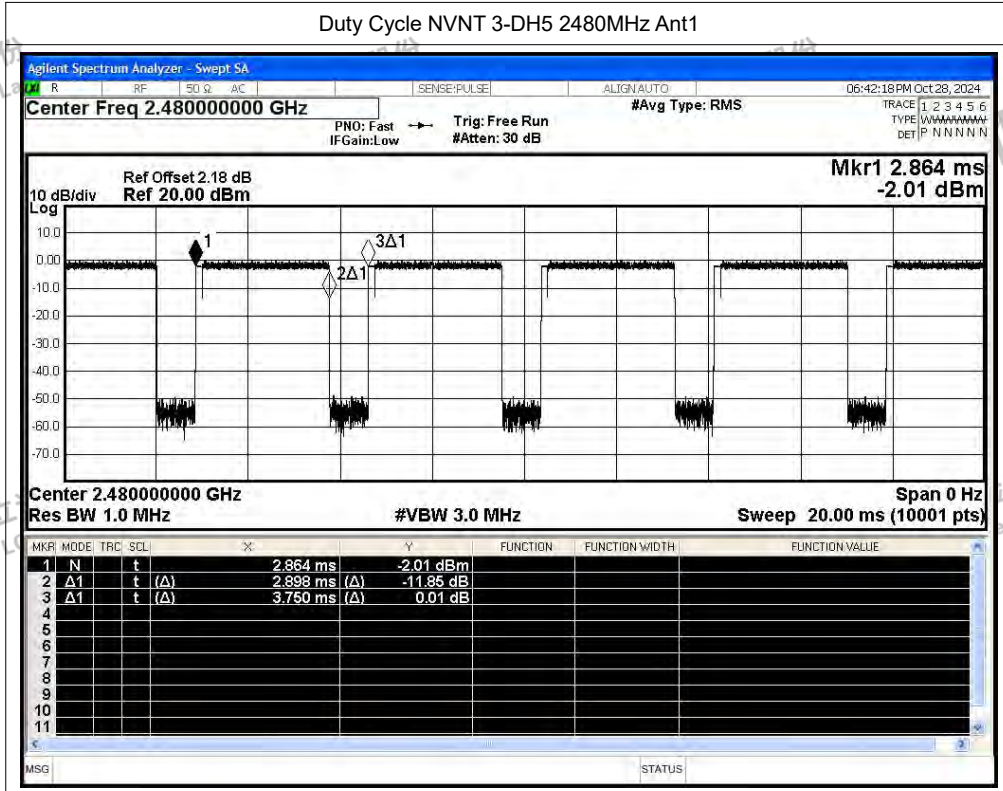 Duty Cycle NVNT 3-DH5 2480MHz Ant1
Agilent Spectrum Analyzer - Swept SA
R RF 50 Ω AC SENSE:PULSE ALIGN AUTO 06:42:18 PM Oct 28, 2024
Center Freq 2.480000000 GHz #Avg Type: RMS TRACE 1 2 3 4 5 6
PNO: Fast Trig: Free Run TYPE
IFGain:Low #Atten: 30 dB DET P N N N N N
Mkr1 2.864 ms
Ref Offset 2.18 dB
-2.01 dBm
10 dB/div Ref 20.00 dBm
Log
10.0
1
3Δ1
0.00
2Δ1
-10.0
-20.0
-30.0
-40.0
-50.0
-60.0
-70.0
Center 2.480000000 GHz Span 0 Hz
Res BW 1.0 MHz #VBW 3.0 MHz Sweep 20.00 ms (10001 pts)
MKR MODE TRC SCL X Y FUNCTION FUNCTION WIDTH FUNCTION VALUE
1 N t 2.864 ms -2.01 dBm
2 Δ1 t (Δ) 2.898 ms (Δ) -11.85 dB
3 Δ1 t (Δ) 3.750 ms (Δ) 0.01 dB
4
5
6
7
8
9
10
11
MSG STATUS